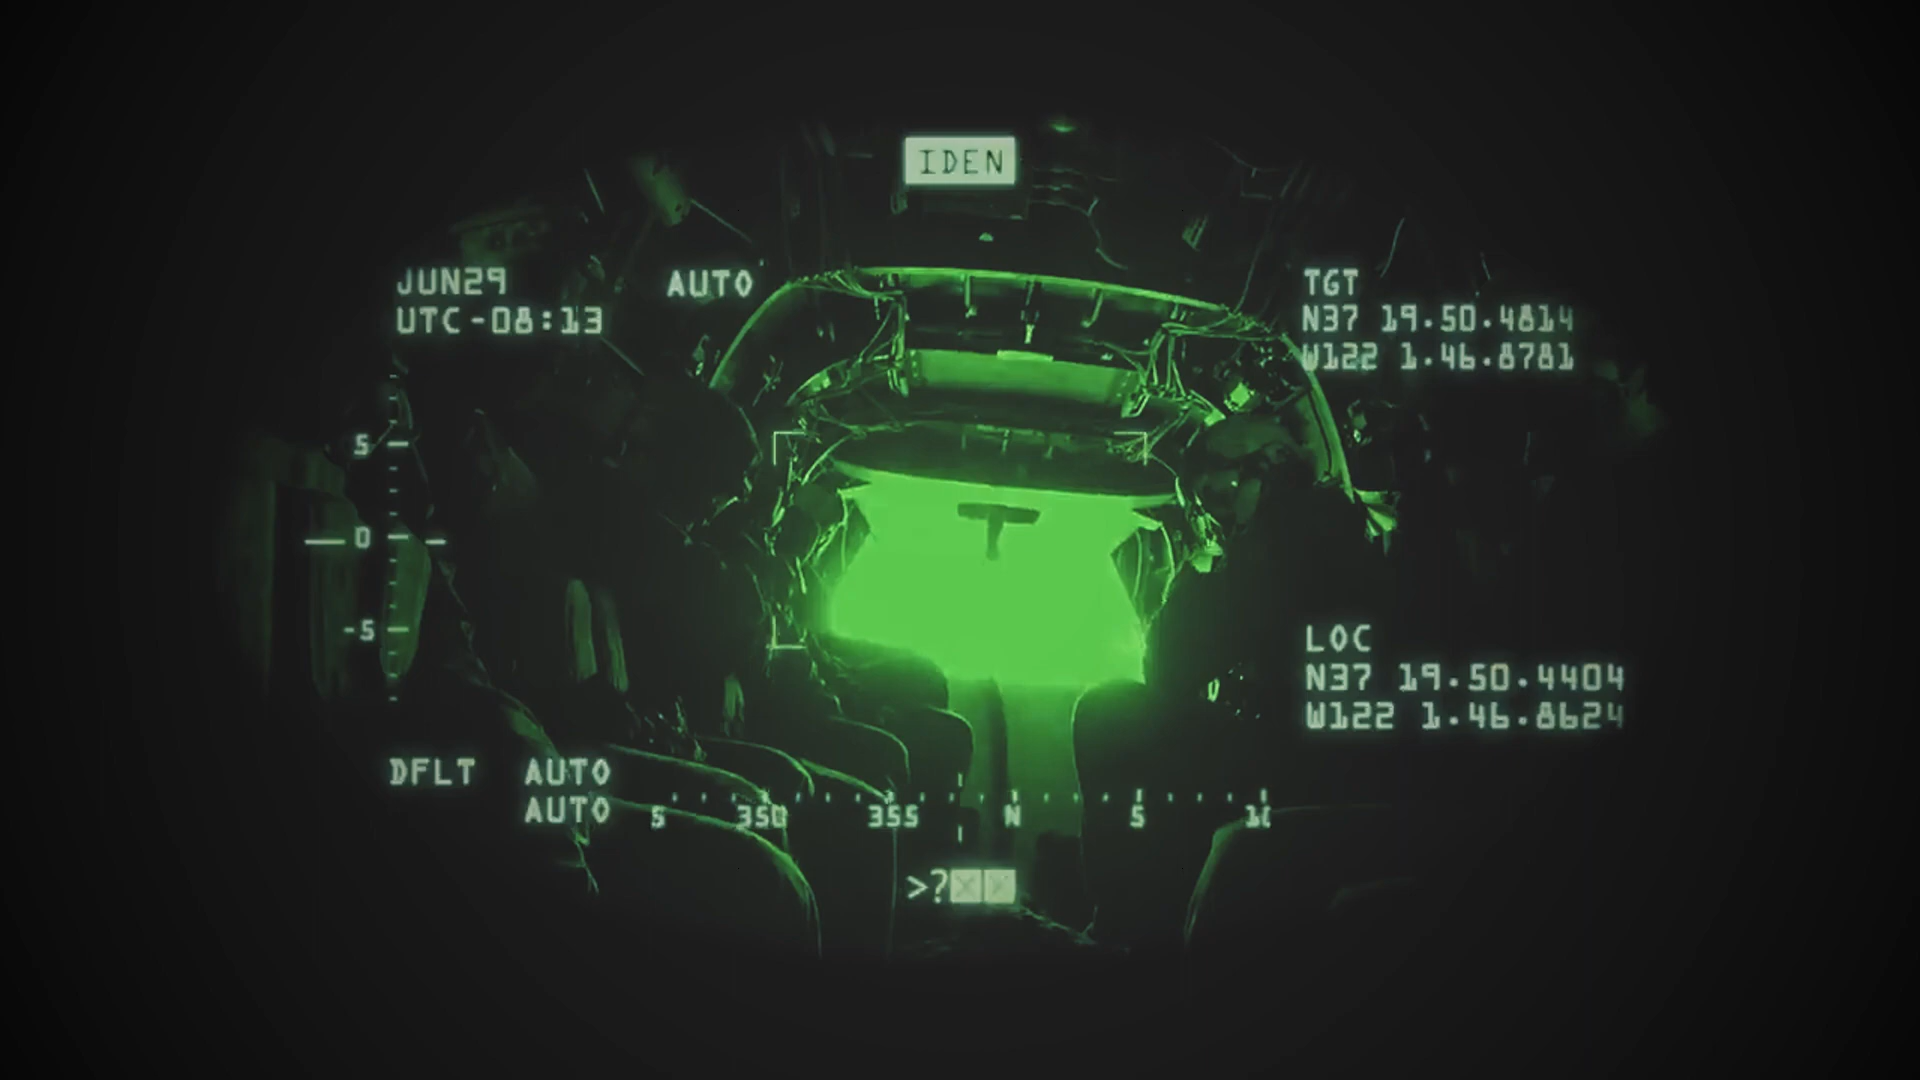 IDEN
JUN29
UTC-08:13
AUTO
TGT
N37 19.50.4814
W122 1.46.8781
5
0
-5
LOC
N37 19.50.4404
W122 1.46.8624
DFLT AUTO
AUTO
5 350 355 N 5 10
>?